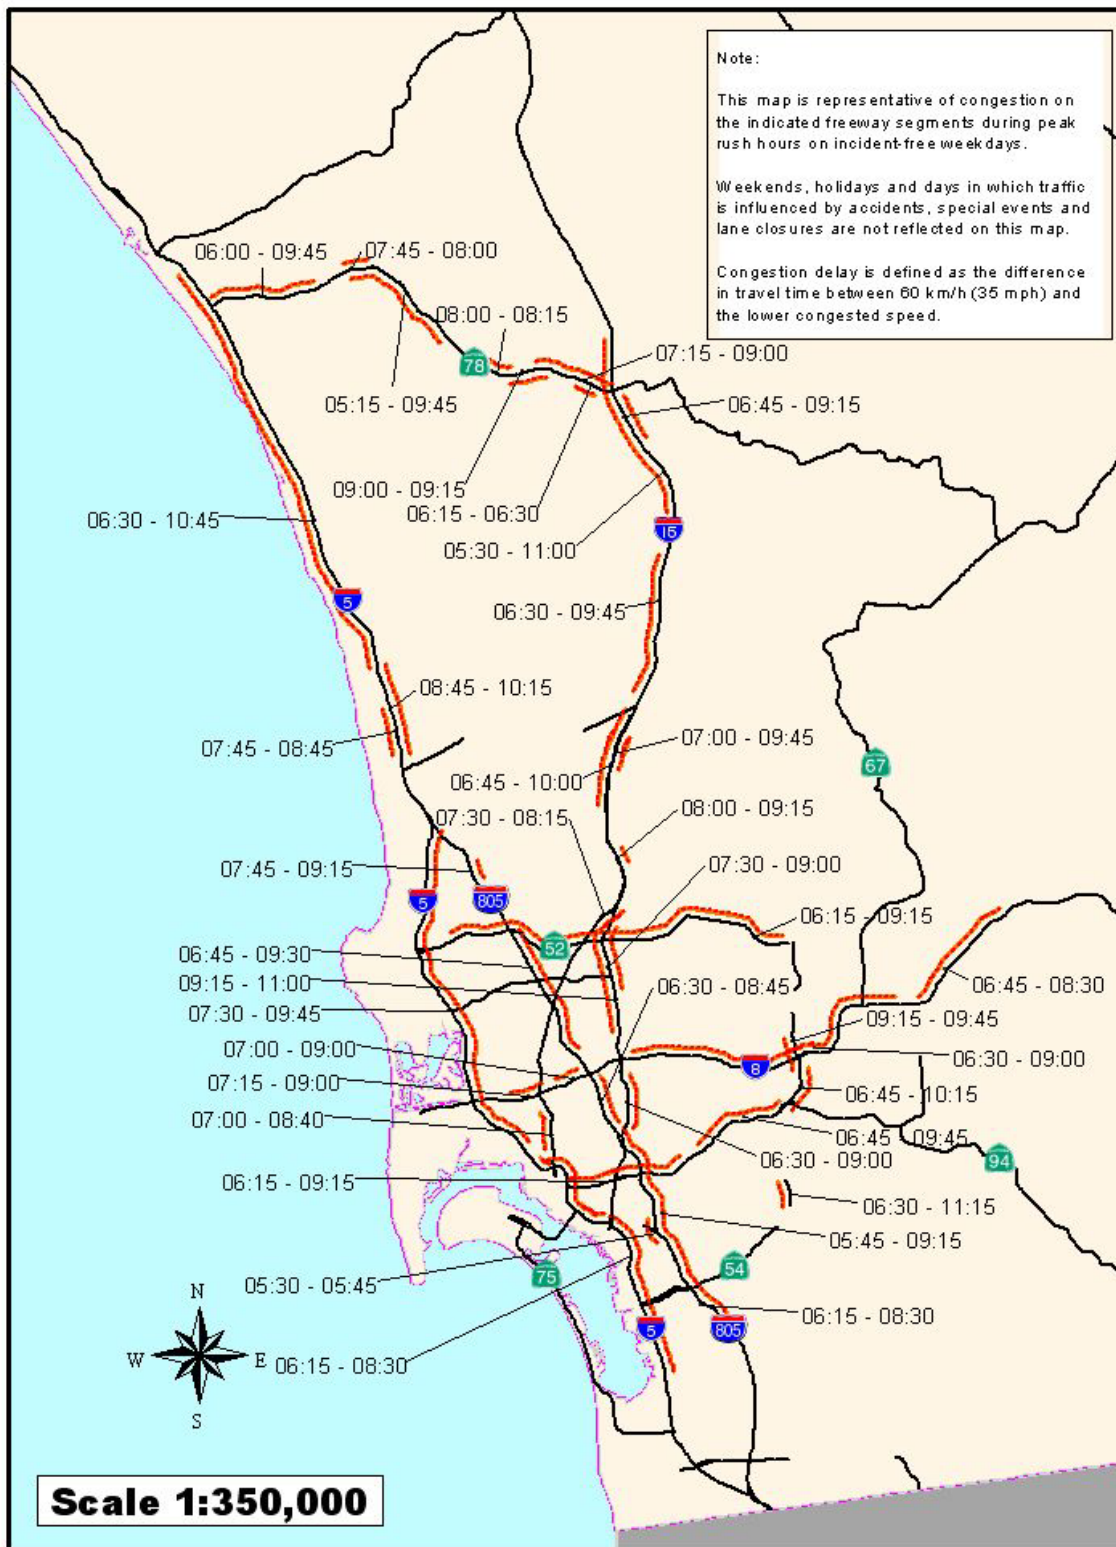 Note:
This map is representative of congestion on
the indicated freeway segments during peak
rush hours on incident-free weekdays.
Weekends, holidays and days in which traffic
is influenced by accidents, special events and
lane closures are not reflected on this map.
Congestion delay is defined as the difference
in travel time between 60 km/h (35 mph) and
the lower congested speed.
06:00 - 09:45
07:45 - 08:00
08:00 - 08:15
78
07:15 - 09:00
05:15 - 09:45
06:45 - 09:15
09:00 - 09:15
06:15 - 06:30
06:30 - 10:45
15
05:30 - 11:00
5
06:30 - 09:45
08:45 - 10:15
07:45 - 08:45
07:00 - 09:45
67
06:45 - 10:00
08:00 - 09:15
07:30 - 08:15
07:45 - 09:15
07:30 - 09:00
5
805
06:15 - 09:15
52
06:45 - 09:30
09:15 - 11:00
06:30 - 08:45
06:45 - 08:30
07:30 - 09:45
09:15 - 09:45
07:00 - 09:00
06:30 - 09:00
8
07:15 - 09:00
06:45 - 10:15
07:00 - 08:40
06:45 - 09:45
06:30 - 09:00
94
06:15 - 09:15
06:30 - 11:15
05:45 - 09:15
54
75
05:30 - 05:45
06:15 - 08:30
5
805
06:15 - 08:30
N
W
E
S
Scale 1:350,000